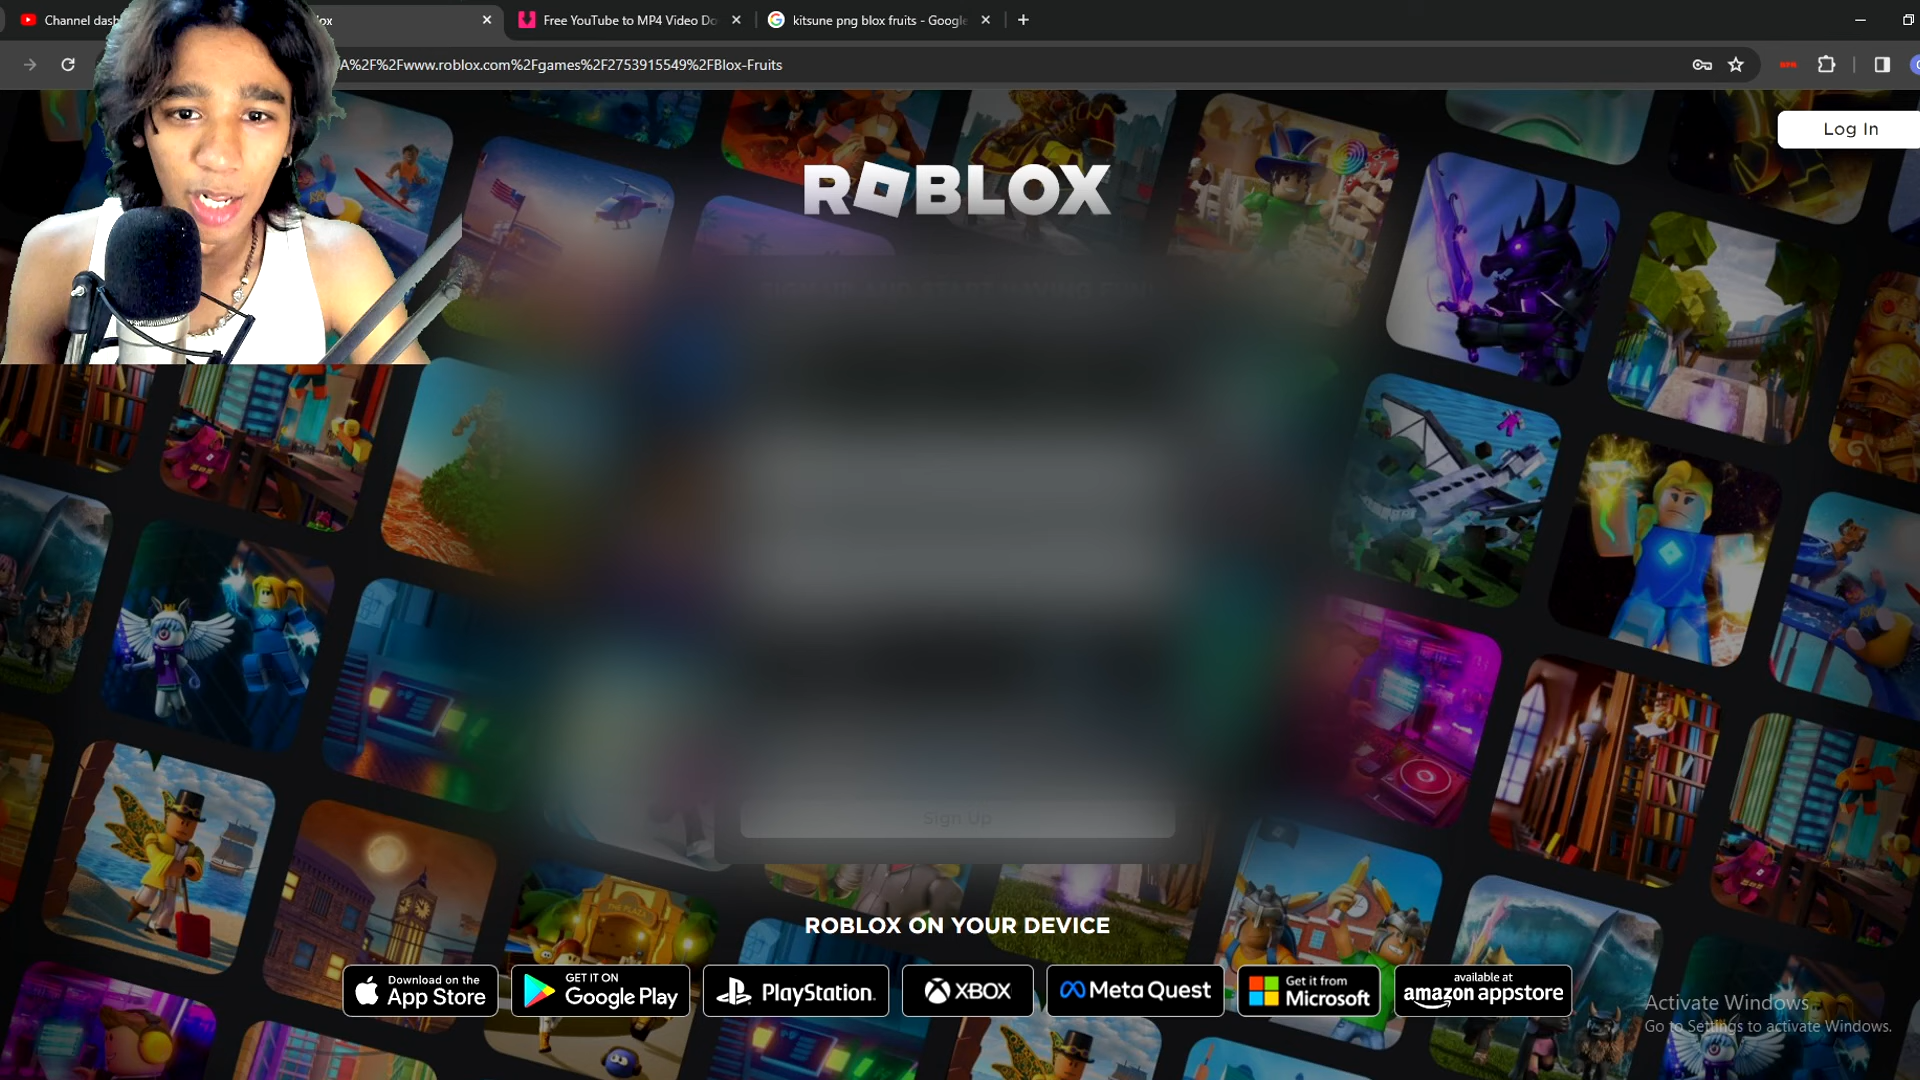 Channel dash
lox
Free YouTube to MP4 Video Do
kitsune png blox fruits - Google
A%2F%2Fwww.roblox.com%2Fgames%2F2753915549%2FBlox-Fruits
Log In
ROBLOX
Sign Up
ROBLOX ON YOUR DEVICE
Download on the
App Store
GET IT ON
Google Play
PlayStation
XBOX
Meta Quest
Get it from
Microsoft
available at
amazon appstore
Activate Windows
Go to Settings to activate Windows.